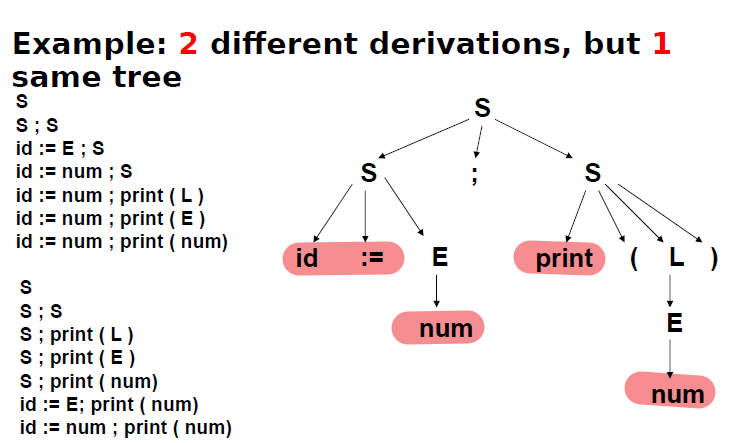 Example: 2 different derivations, but 1
same tree
S
S ; S
id := E ; S
id := num ; S
id := num ; print ( L )
id := num ; print ( E )
id := num ; print ( num)
S
S ; S
S ; print ( L )
S ; print ( E )
S ; print ( num)
id := E; print ( num)
id := num ; print ( num)
S
S ; S
id := E print ( L )
num E
num